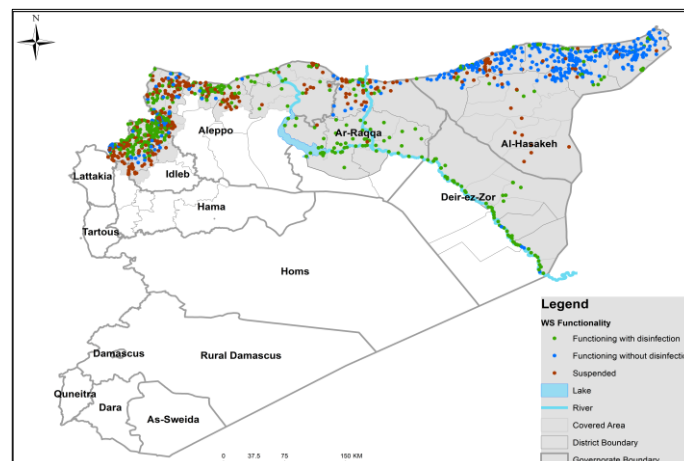 N
Aleppo
Ar-Raqqa
Al-Hasakeh
Lattakia
Idleb
Deir-ez-Zor
Hama
Tartous
Homs
Damascus
Rural Damascus
Quneitra
Dara
As-Sweida
0 37.5 75 150 KM
Legend
WS Functionality
Functioning with disinfection
Functioning without disinfectio
Suspended
Lake
River
Covered Area
District Boundary
Governorate Boundary